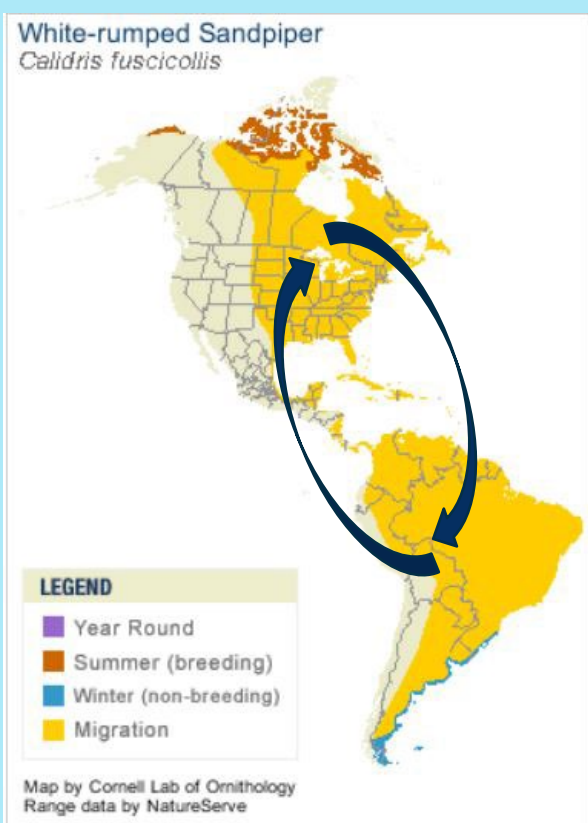 White-rumped Sandpiper
Calidris fuscicollis
LEGEND
Year Round
Summer (breeding)
Winter (non-breeding)
Migration
Map by Cornell Lab of Ornithology
Range data by NatureServe